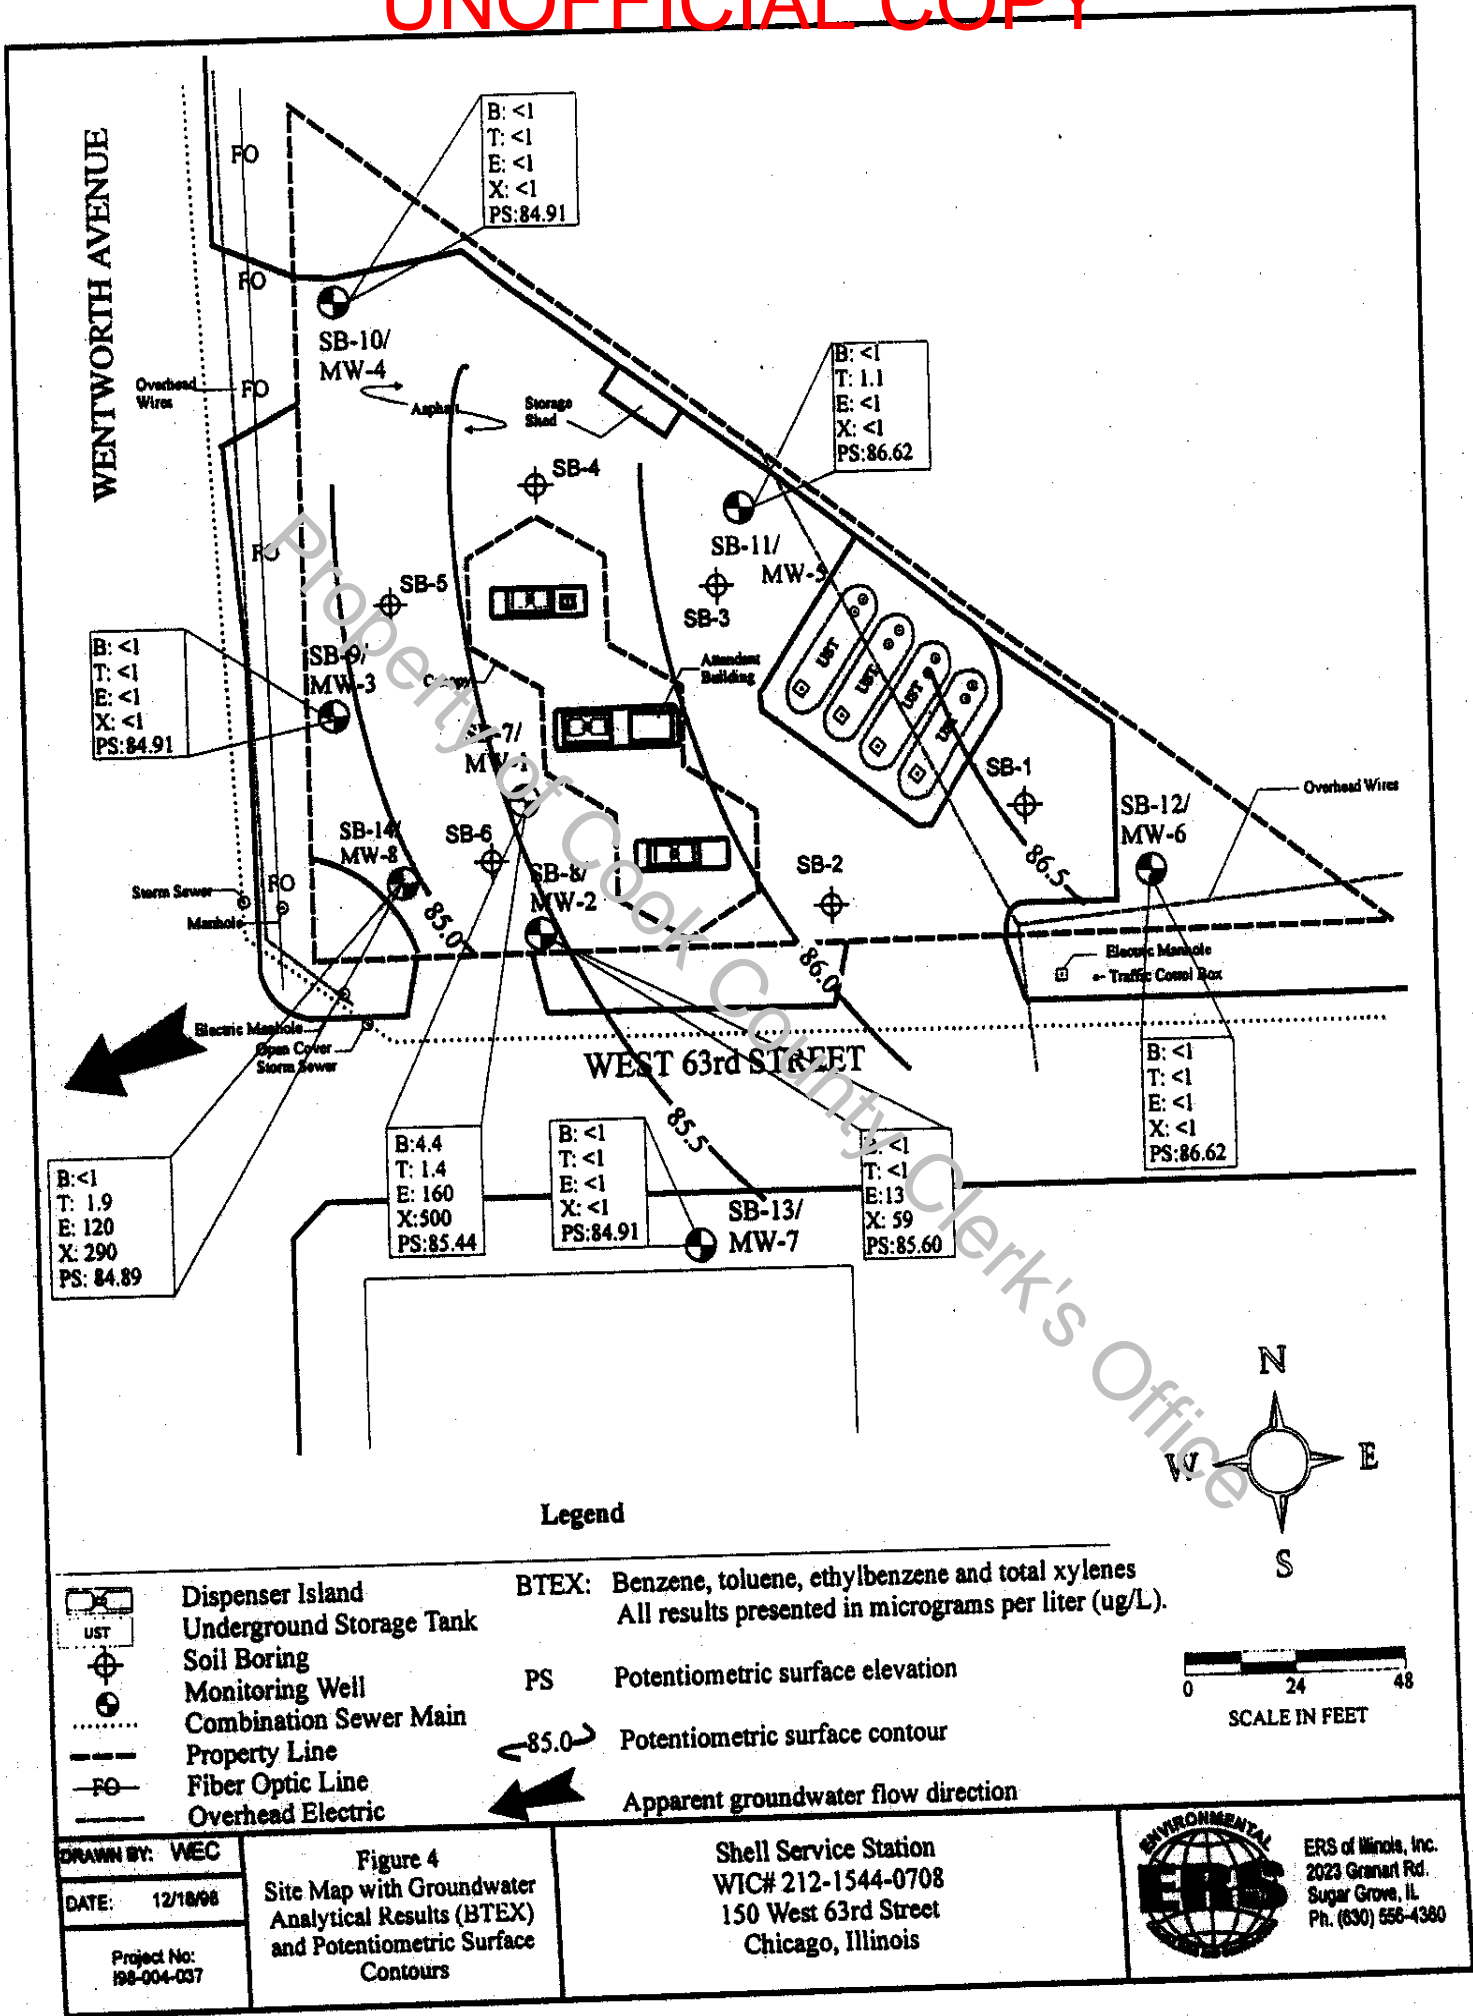 UNOFFICIAL COPY
WENTWORTH AVENUE
FO
B: <1
T: <1
E: <1
X: <1
PS:84.91
FO
SB-10/
MW-4
Overhead
Wires
FO
Asphalt
Storage
Shed
B: <1
T: 1.1
E: <1
X: <1
PS:86.62
SB-4
SB-11/
MW-5
FO
SB-5
SB-3
UST
UST
UST
UST
B: <1
T: <1
E: <1
X: <1
PS:84.91
SB-9/
MW-3
Canopy
Attendant
Building
SB-7/
MW-1
SB-1
Overhead Wires
SB-12/
MW-6
SB-14/
MW-8
SB-6
SB-8/
MW-2
SB-2
86.5
Storm Sewer
FO
Manhole
85.0
86.0
Electric Manhole
Traffic Control Box
Electric Manhole
Open Cover
Storm Sewer
WEST 63rd STREET
85.5
B: <1
T: <1
E: <1
X: <1
PS:86.62
B:<1
T: 1.9
E: 120
X: 290
PS: 84.89
B:4.4
T: 1.4
E: 160
X:500
PS:85.44
B: <1
T: <1
E: <1
X: <1
PS:84.91
SB-13/
MW-7
B: <1
T: <1
E:13
X: 59
PS:85.60
Property of Cook County Clerk's Office
N
W
E
S
Legend
Dispenser Island
UST
Underground Storage Tank
Soil Boring
Monitoring Well
Combination Sewer Main
Property Line
FO
Fiber Optic Line
Overhead Electric
BTEX: Benzene, toluene, ethylbenzene and total xylenes
All results presented in micrograms per liter (ug/L).
PS Potentiometric surface elevation
85.0 Potentiometric surface contour
Apparent groundwater flow direction
0 24 48
SCALE IN FEET
DRAWN BY: WEC
DATE: 12/18/98
Project No:
I98-004-037
Figure 4
Site Map with Groundwater
Analytical Results (BTEX)
and Potentiometric Surface
Contours
Shell Service Station
WIC# 212-1544-0708
150 West 63rd Street
Chicago, Illinois
ENVIRONMENTAL
ERS
ERS of Illinois, Inc.
2023 Granart Rd.
Sugar Grove, IL
Ph. (630) 556-4360